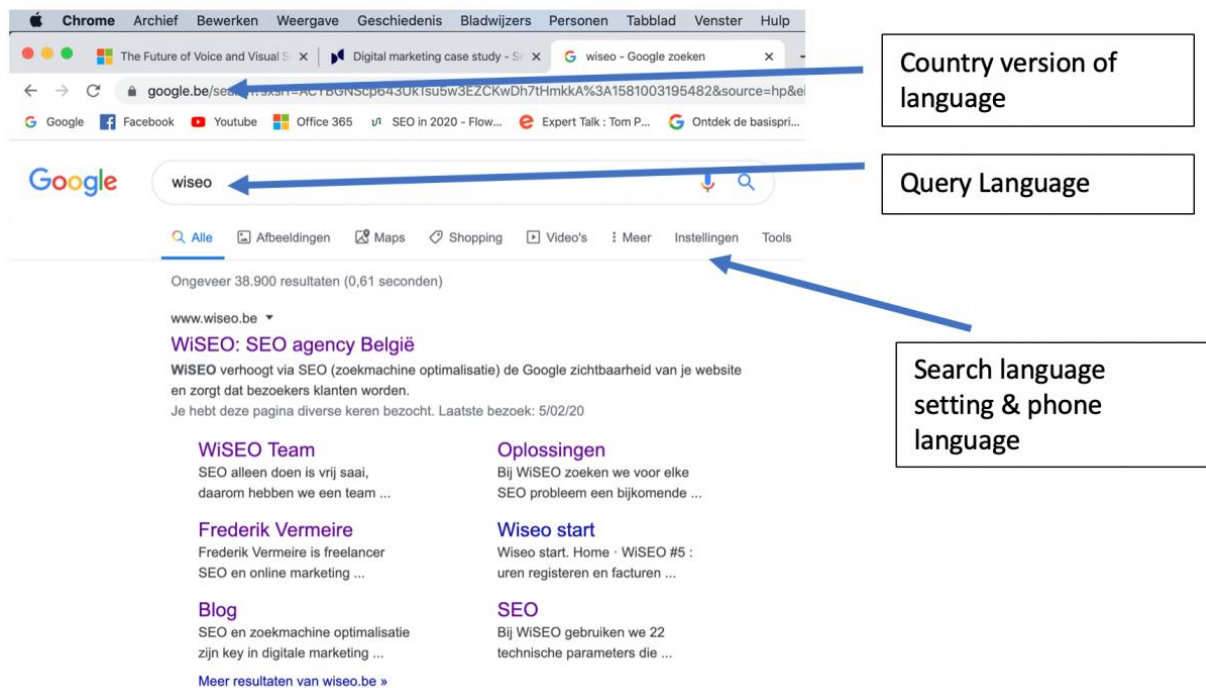 Chrome Archief Bewerken Weergave Geschiedenis Bladwijzers Personen Tabblad Venster Hulp
The Future of Voice and Visual S Digital marketing case study - Se wiseo - Google zoeken
google.be/
Google Facebook Youtube Office 365 SEO in 2020 - Flow... Expert Talk : Tom P... Ontdek de basispri...
Country version of
language
Google wiseo
Query Language
Alle Afbeeldingen Maps Shopping Video's Meer Instellingen Tools
Ongeveer 38.900 resultaten (0,61 seconden)
www.wiseo.be
WiSEO: SEO agency België
WiSEO verhoogt via SEO (zoekmachine optimalisatie) de Google zichtbaarheid van je website
en zorgt dat bezoekers klanten worden.
Je hebt deze pagina diverse keren bezocht. Laatste bezoek: 5/02/20
Search language
setting & phone
language
WiSEO Team
SEO alleen doen is vrij saai,
daarom hebben we een team ...
Oplossingen
Bij WiSEO zoeken we voor elke
SEO probleem een bijkomende ...
Frederik Vermeire
Frederik Vermeire is freelancer
SEO en online marketing ...
Wiseo start
Wiseo start. Home · WiSEO #5 :
uren registeren en facturen ...
Blog
SEO en zoekmachine optimalisatie
zijn key in digitale marketing ...
SEO
Bij WiSEO gebruiken we 22
technische parameters die ...
Meer resultaten van wiseo.be »